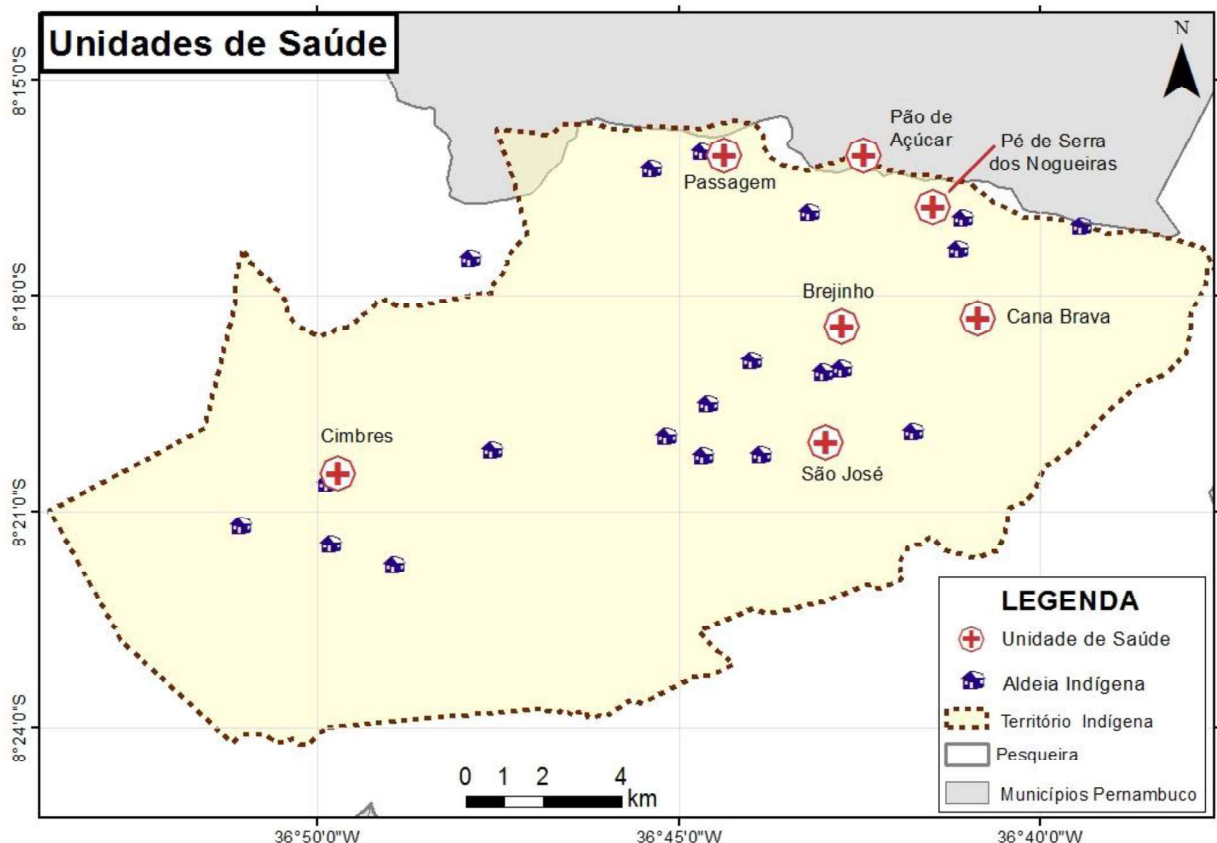 Unidades de Saúde
N
8°15'0"S
8°18'0"S
8°21'0"S
8°24'0"S
Pão de
Açúcar
Pé de Serra
dos Nogueiras
Passagem
Brejinho
Cana Brava
Cimbres
São José
LEGENDA
Unidade de Saúde
Aldeia Indígena
Território Indígena
Pesqueira
Municípios Pernambuco
0 1 2 4
km
36°50'0"W
36°45'0"W
36°40'0"W